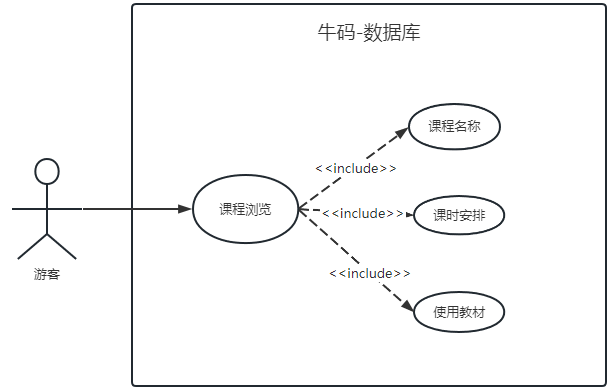 牛码-数据库
课程名称
<<include>>
课程浏览
<<include>>
课时安排
游客
<<include>>
使用教材